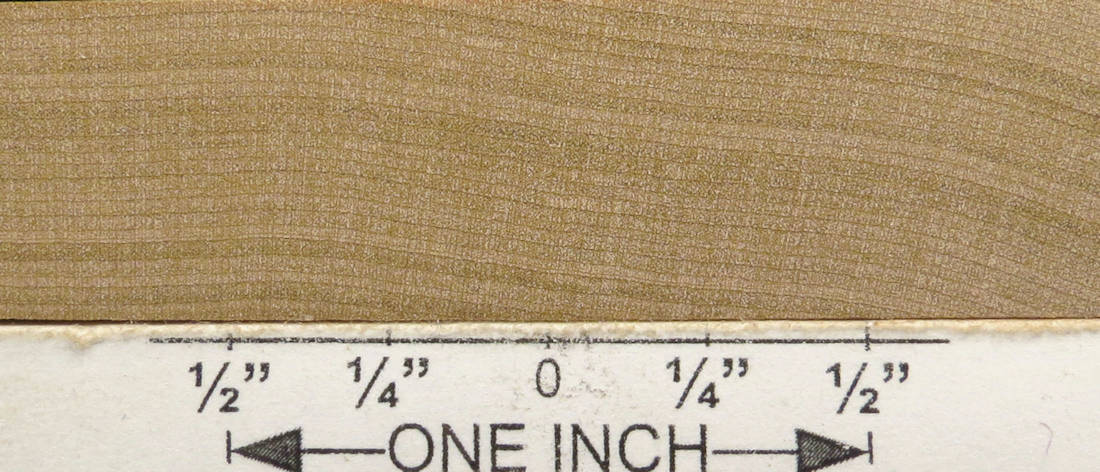 ½” ¼” 0 ¼” ½”
ONE INCH